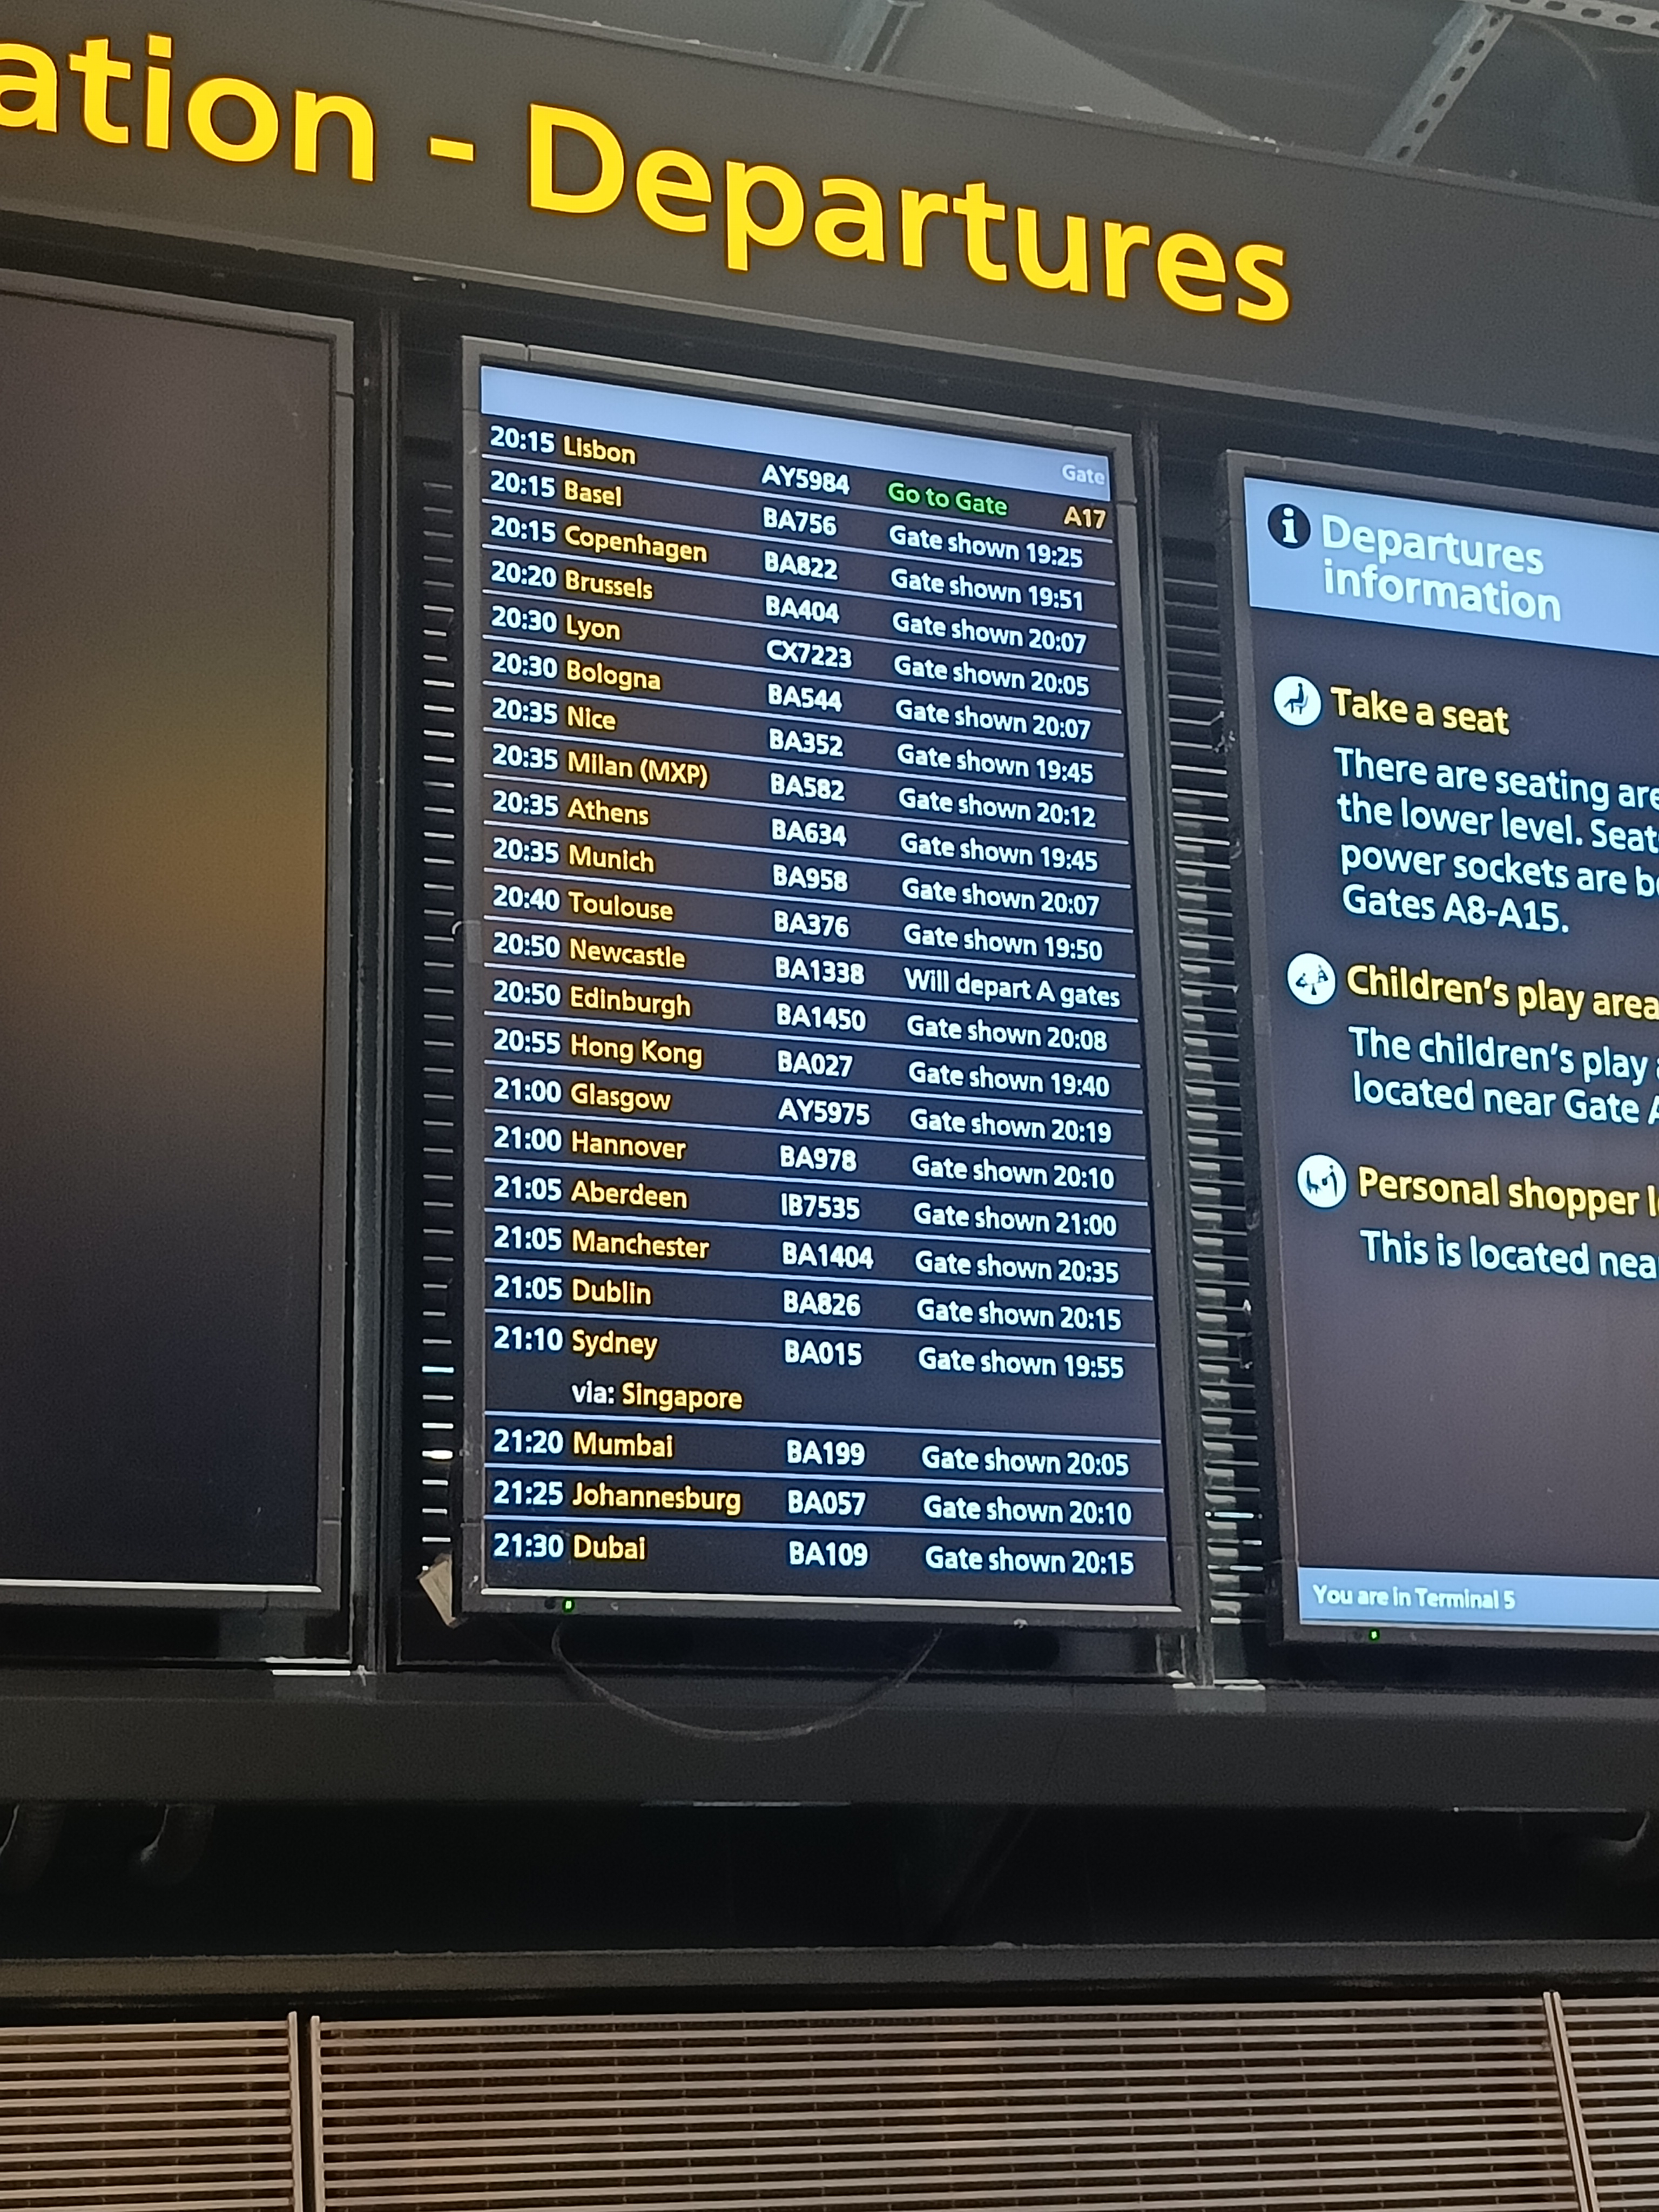 ation - Departures
Gate
20:15 Lisbon AY5984 Go to Gate A17
20:15 Basel BA756 Gate shown 19:25
20:15 Copenhagen BA822 Gate shown 19:51
20:20 Brussels BA404 Gate shown 20:07
20:30 Lyon CX7223 Gate shown 20:05
20:30 Bologna BA544 Gate shown 20:07
20:35 Nice BA352 Gate shown 19:45
20:35 Milan (MXP) BA582 Gate shown 20:12
20:35 Athens BA634 Gate shown 19:45
20:35 Munich BA958 Gate shown 20:07
20:40 Toulouse BA376 Gate shown 19:50
20:50 Newcastle BA1338 Will depart A gates
20:50 Edinburgh BA1450 Gate shown 20:08
20:55 Hong Kong BA027 Gate shown 19:40
21:00 Glasgow AY5975 Gate shown 20:19
21:00 Hannover BA978 Gate shown 20:10
21:05 Aberdeen IB7535 Gate shown 21:00
21:05 Manchester BA1404 Gate shown 20:35
21:05 Dublin BA826 Gate shown 20:15
21:10 Sydney BA015 Gate shown 19:55
via: Singapore
21:20 Mumbai BA199 Gate shown 20:05
21:25 Johannesburg BA057 Gate shown 20:10
21:30 Dubai BA109 Gate shown 20:15
Departures
information
Take a seat
There are seating are
the lower level. Seat
power sockets are b
Gates A8-A15.
Children's play area
The children's play
located near Gate A
Personal shopper l
This is located nea
You are in Terminal 5